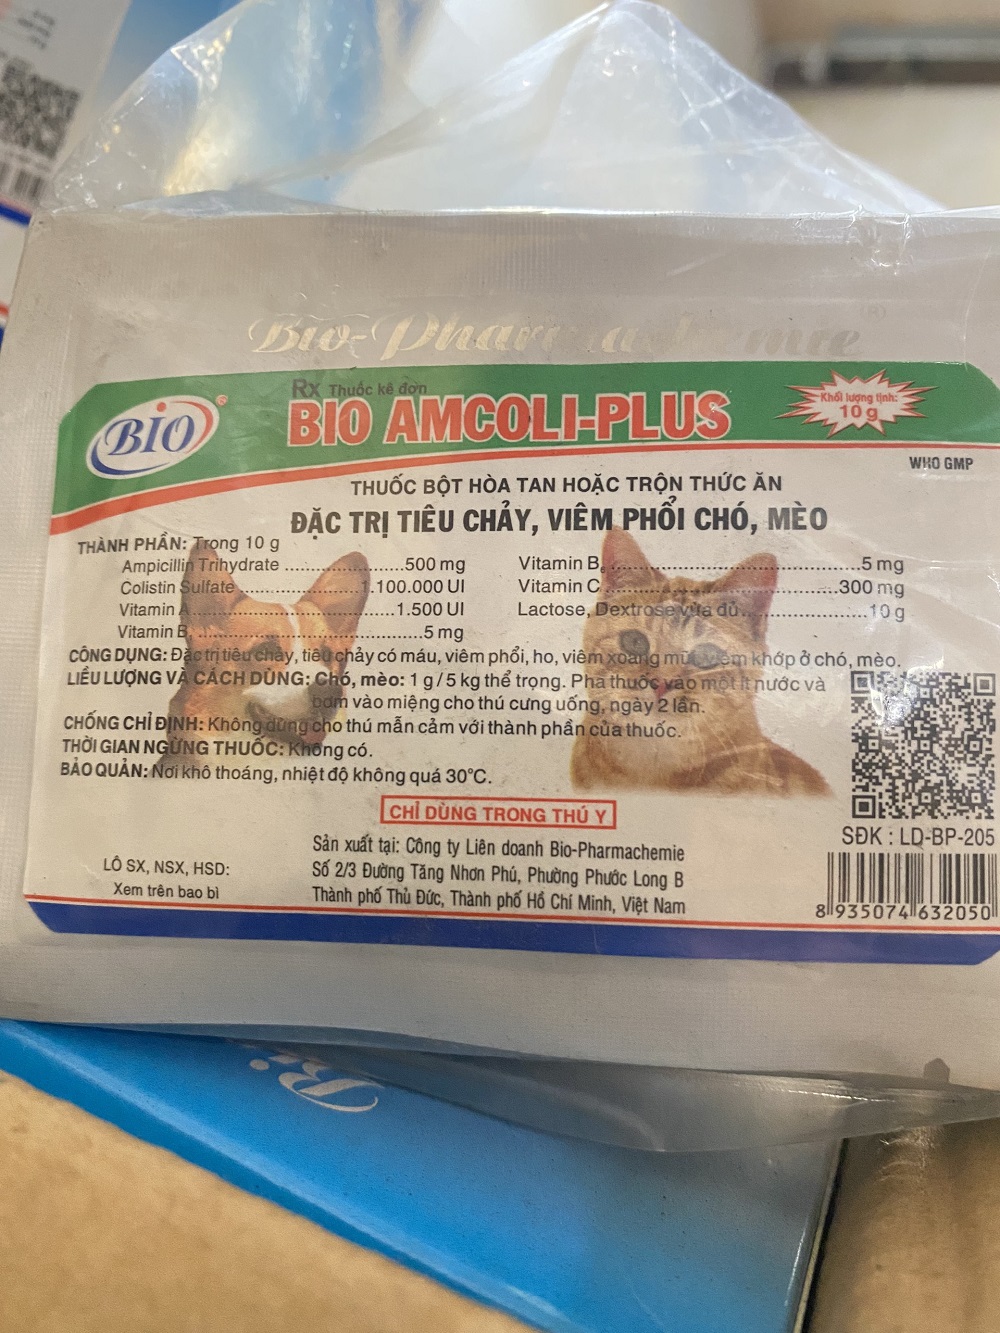 Bio-Pharmachemie
BIO®
Rx Thuốc kê đơn
BIO AMCOLI-PLUS
Khối lượng tịnh:
10 g
WHO GMP
THUỐC BỘT HÒA TAN HOẶC TRỘN THỨC ĂN
ĐẶC TRỊ TIÊU CHẢY, VIÊM PHỔI CHÓ, MÈO
THÀNH PHẦN: Trong 10 g
Ampicillin Trihydrate ....................500 mg
Colistin Sulfate ....................1.100.000 UI
Vitamin A ....................1.500 UI
Vitamin B₁ ....................5 mg
Vitamin B₆ ....................5 mg
Vitamin C ....................300 mg
Lactose, Dextrose vừa đủ ....................10 g
CÔNG DỤNG: Đặc trị tiêu chảy, tiêu chảy có máu, viêm phổi, ho, viêm xoang mũi, viêm khớp ở chó, mèo.
LIỀU LƯỢNG VÀ CÁCH DÙNG: Chó, mèo: 1 g / 5 kg thể trọng. Pha thuốc vào một ít nước và
bơm vào miệng cho thú cưng uống, ngày 2 lần.
CHỐNG CHỈ ĐỊNH: Không dùng cho thú mẫn cảm với thành phần của thuốc.
THỜI GIAN NGỪNG THUỐC: Không có.
BẢO QUẢN: Nơi khô thoáng, nhiệt độ không quá 30°C.
CHỈ DÙNG TRONG THÚ Y
SĐK : LD-BP-205
LÔ SX, NSX, HSD:
Xem trên bao bì
Sản xuất tại: Công ty Liên doanh Bio-Pharmachemie
Số 2/3 Đường Tăng Nhơn Phú, Phường Phước Long B
Thành phố Thủ Đức, Thành phố Hồ Chí Minh, Việt Nam
8 935074 632050